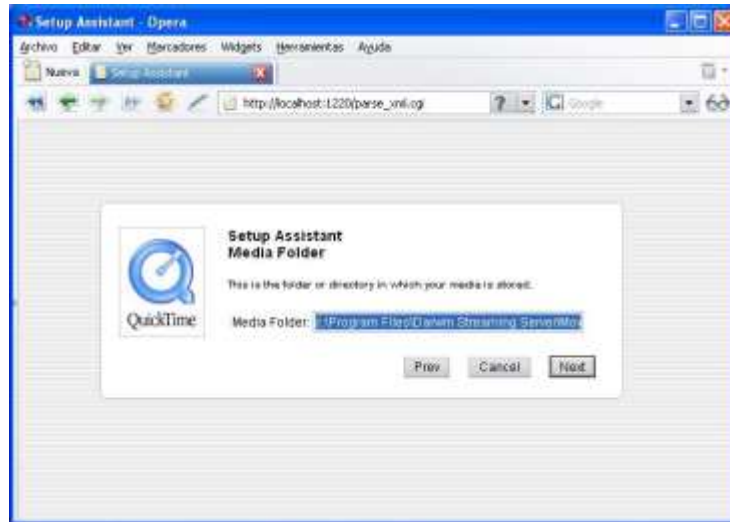 Setup Assistant - Opera
Archivo Editar Ver Marcadores Widgets Herramientas Ayuda
Nueva Setup Assistant
http://localhost:1220/parse_xml.cgi ? Google
Setup Assistant
Media Folder
This is the folder or directory in which your media is stored.
QuickTime
Media Folder: :\Program Files\Darwin Streaming Server\Mov
Prev Cancel Next